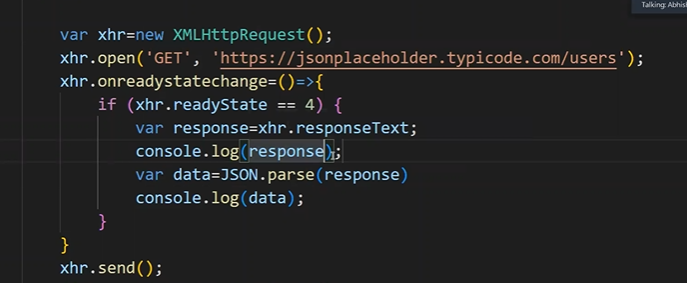 Talking: Abhis
var xhr=new XMLHttpRequest();
xhr.open('GET', 'https://jsonplaceholder.typicode.com/users');
xhr.onreadystatechange=()=>{
if (xhr.readyState == 4) {
var response=xhr.responseText;
console.log(response);
var data=JSON.parse(response)
console.log(data);
}
}
xhr.send();